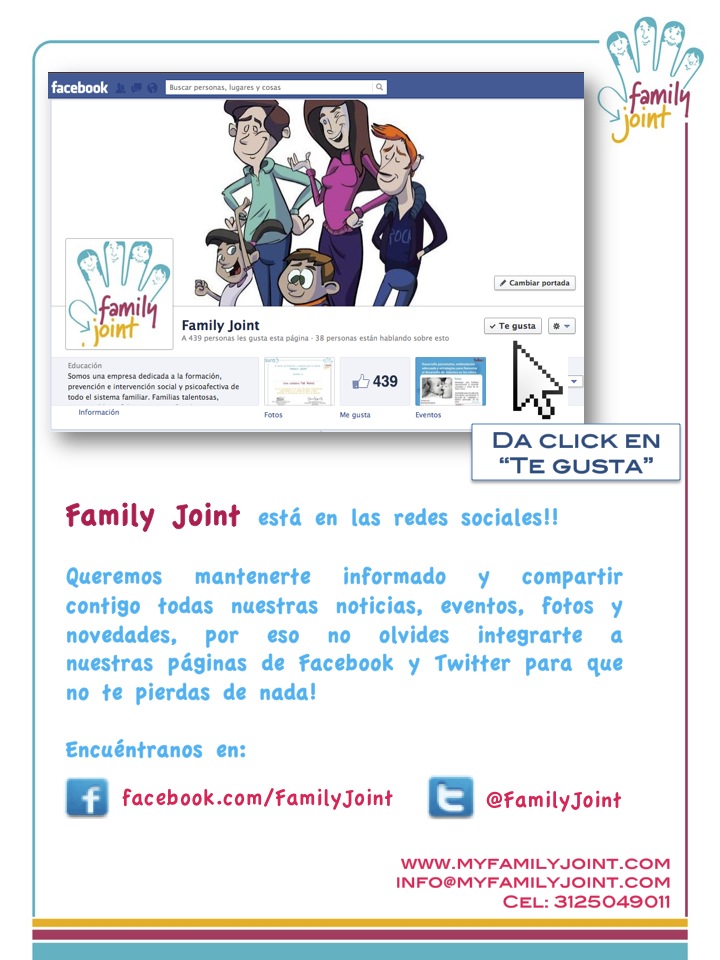 facebook
Buscar personas, lugares y cosas
family
joint
ROCK
Cambiar portada
family
joint
Family Joint
A 439 personas les gusta esta página · 38 personas están hablando sobre esto
Te gusta
Educación
Somos una empresa dedicada a la formación,
prevención e intervención social y psicoafectiva de
todo el sistema familiar. Familias talentosas,
Información
439
Fotos
Me gusta
Eventos
DA CLICK EN
“TE GUSTA”
Family Joint está en las redes sociales!!
Queremos mantenerte informado y compartir
contigo todas nuestras noticias, eventos, fotos y
novedades, por eso no olvides integrarte a
nuestras páginas de Facebook y Twitter para que
no te pierdas de nada!
Encuéntranos en:
f facebook.com/FamilyJoint
t @FamilyJoint
WWW.MYFAMILYJOINT.COM
INFO@MYFAMILYJOINT.COM
CEL: 3125049011